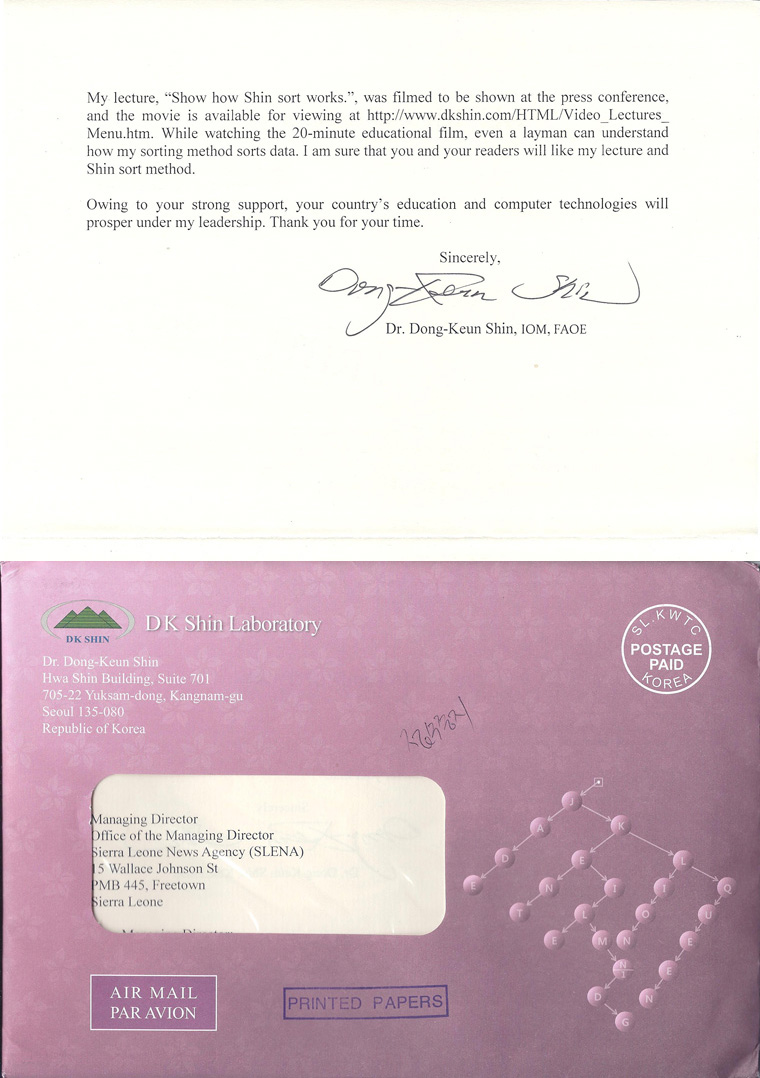 My lecture, “Show how Shin sort works.”, was filmed to be shown at the press conference,
and the movie is available for viewing at http://www.dkshin.com/HTML/Video_Lectures_
Menu.htm. While watching the 20-minute educational film, even a layman can understand
how my sorting method sorts data. I am sure that you and your readers will like my lecture and
Shin sort method.
Owing to your strong support, your country’s education and computer technologies will
prosper under my leadership. Thank you for your time.
Sincerely,
Dong-Keun Shin
Dr. Dong-Keun Shin, IOM, FAOE
DK SHIN
DK Shin Laboratory
Dr. Dong-Keun Shin
Hwa Shin Building, Suite 701
705-22 Yuksam-dong, Kangnam-gu
Seoul 135-080
Republic of Korea
SL.KWTC
POSTAGE
PAID
KOREA
Managing Director
Office of the Managing Director
Sierra Leone News Agency (SLENA)
15 Wallace Johnson St
PMB 445, Freetown
Sierra Leone
Managing Director
J
A K
D E L
E N I I Q
T L O U
E M N E
E
D N
G
AIR MAIL
PAR AVION
PRINTED PAPERS